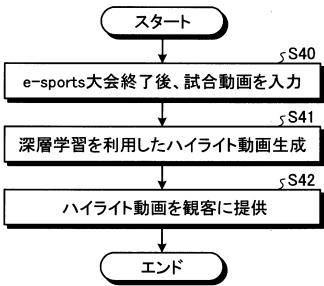 スタート
S40
e-sports大会終了後、試合動画を入力
S41
深層学習を利用したハイライト動画生成
S42
ハイライト動画を観客に提供
エンド